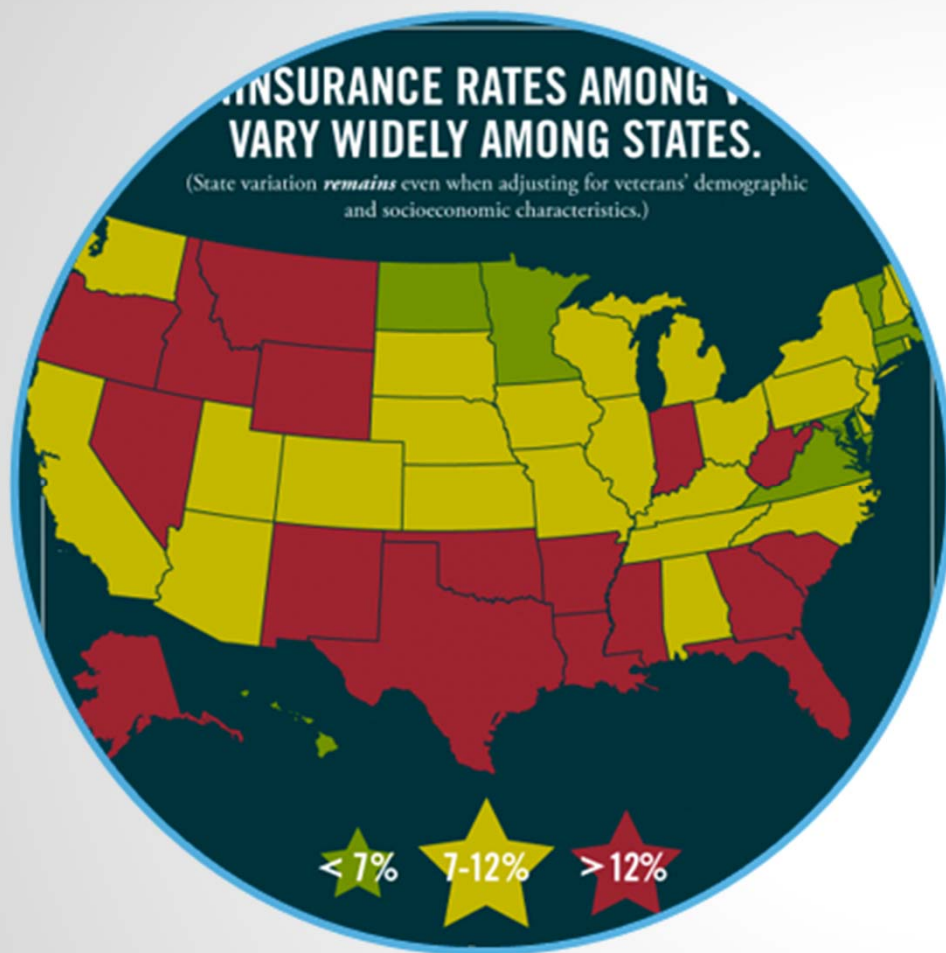 INSURANCE RATES AMONG
VARY WIDELY AMONG STATES.
(State variation remains even when adjusting for veterans’ demographic
and socioeconomic characteristics.)
< 7% 7-12% > 12%